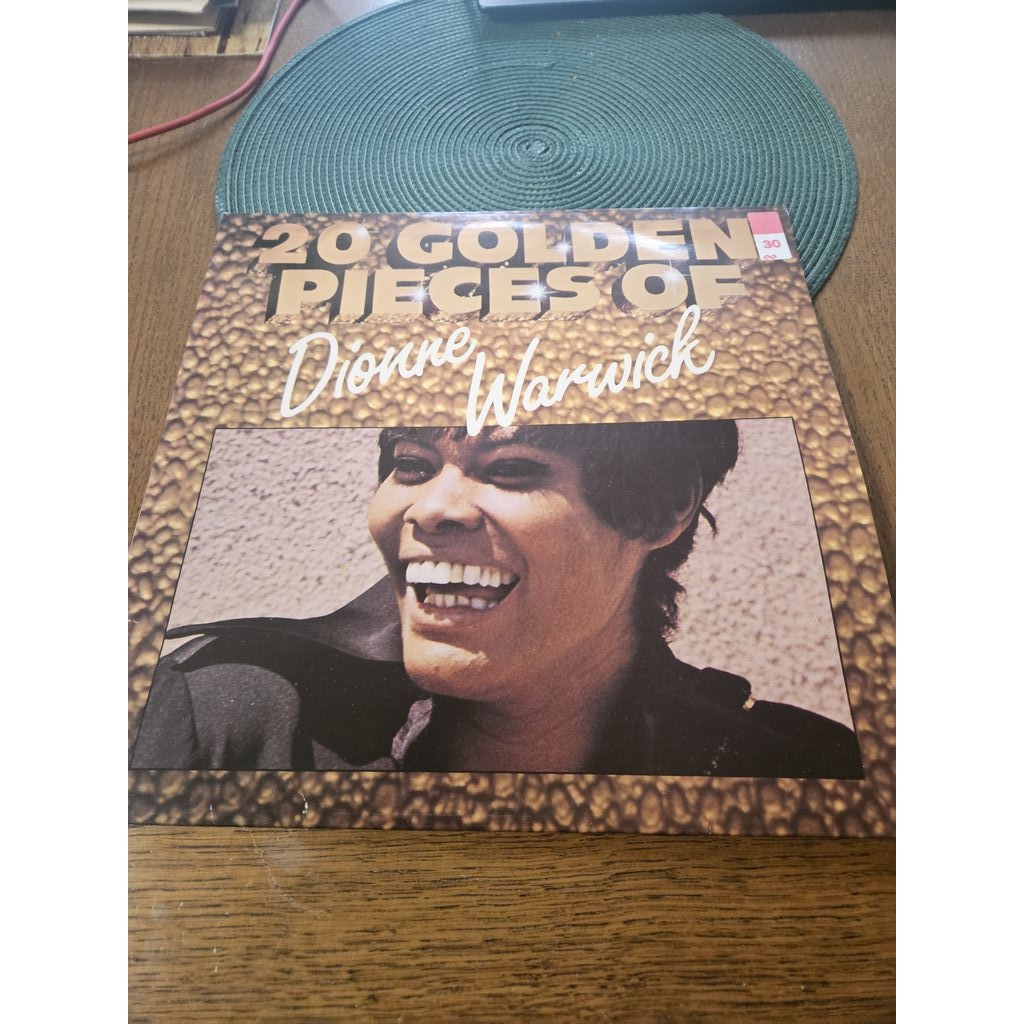 20 GOLDEN
PIECES OF
Dionne Warwick
30